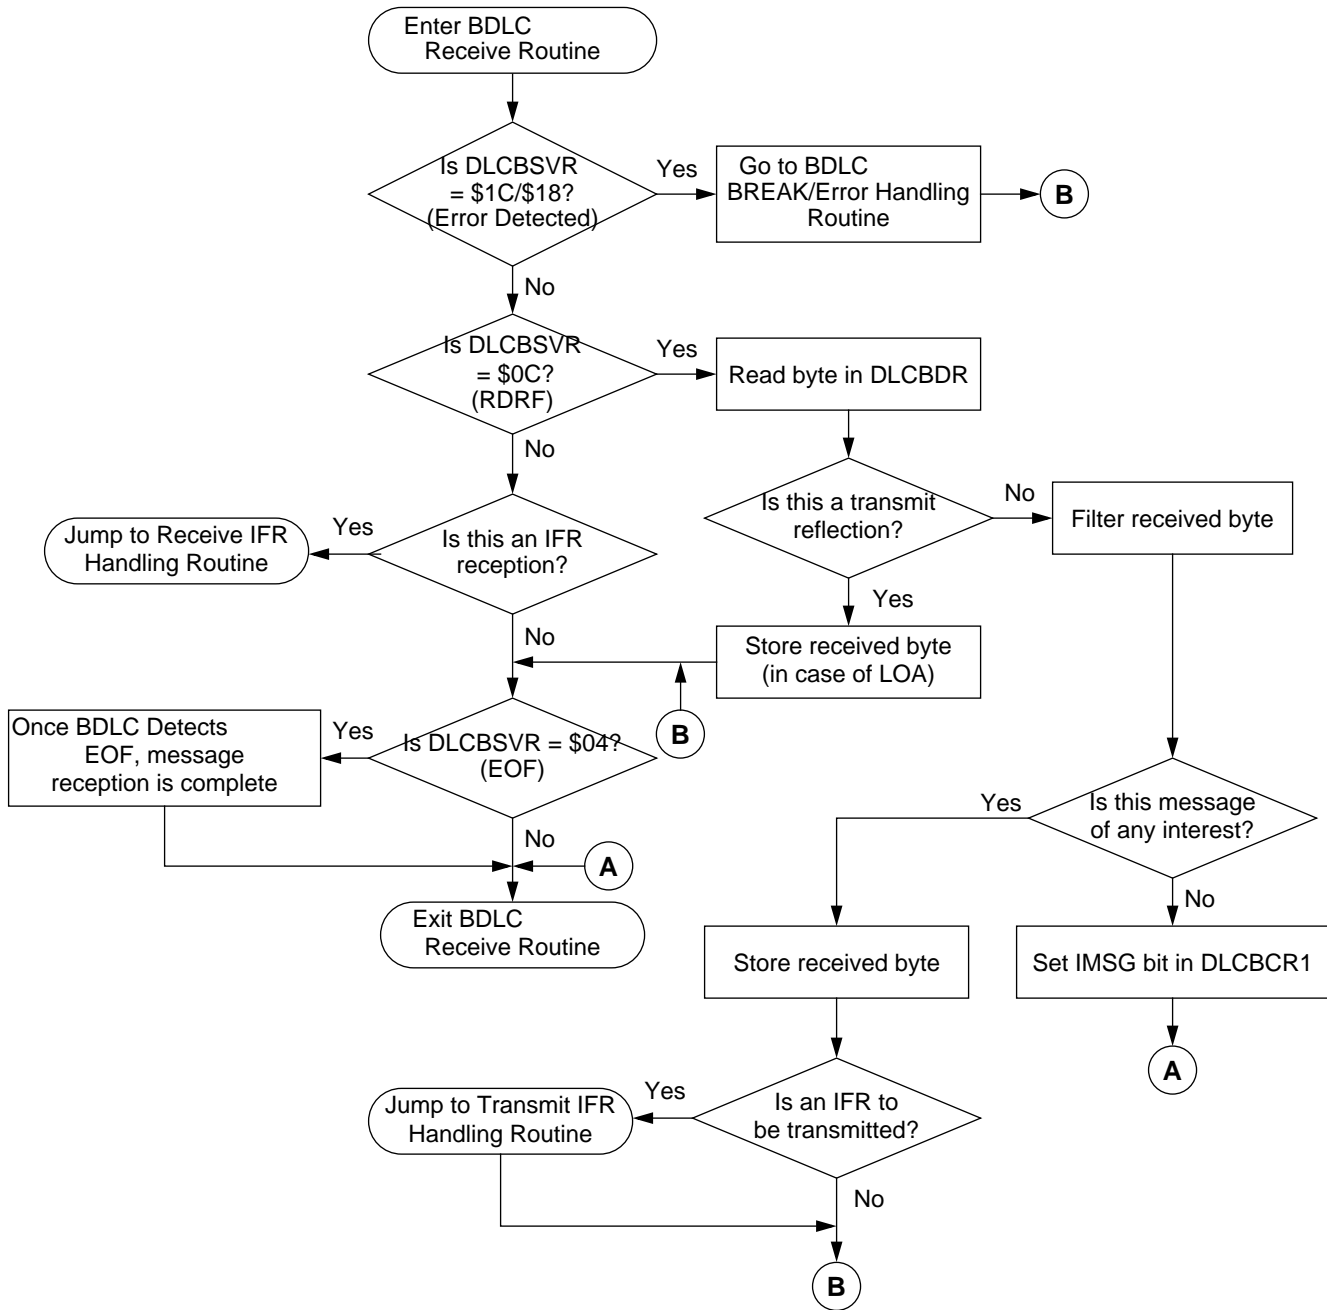 Enter BDLC
Receive Routine
Is DLCBSVR
= $1C/$18?
(Error Detected)
Yes
Go to BDLC
BREAK/Error Handling
Routine
B
No
Is DLCBSVR
= $0C?
(RDRF)
Yes
Read byte in DLCBDR
No
Is this a transmit
reflection?
No
Filter received byte
Jump to Receive IFR
Handling Routine
Yes
Is this an IFR
reception?
Yes
No
Store received byte
(in case of LOA)
B
Once BDLC Detects
EOF, message
reception is complete
Yes
Is DLCBSVR = $04?
(EOF)
No
A
Exit BDLC
Receive Routine
Yes
Is this message
of any interest?
No
Store received byte
Set IMSG bit in DLCBCR1
A
Jump to Transmit IFR
Handling Routine
Yes
Is an IFR to
be transmitted?
No
B